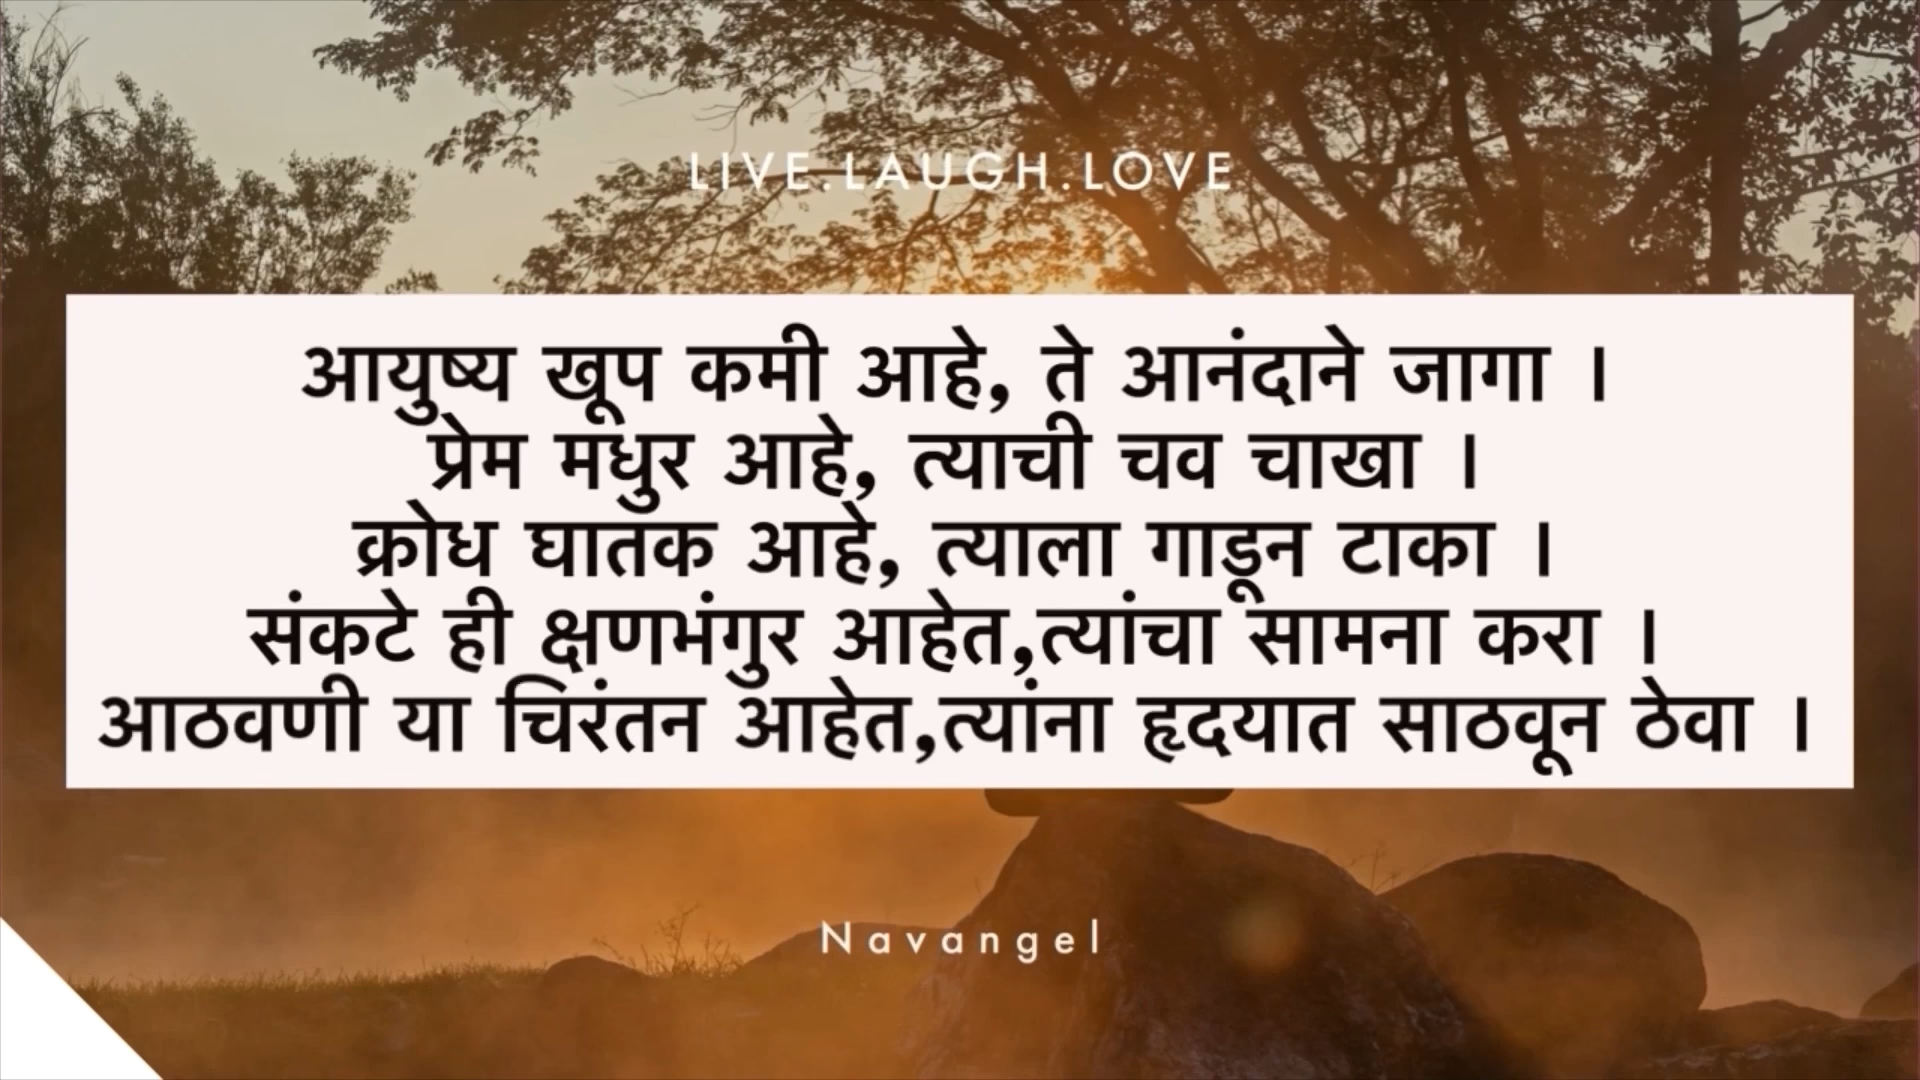 LIVE.LAUGH.LOVE
आयुष्य खूप कमी आहे, ते आनंदाने जागा ।
प्रेम मधुर आहे, त्याची चव चाखा ।
क्रोध घातक आहे, त्याला गाडून टाका ।
संकटे ही क्षणभंगुर आहेत,त्यांचा सामना करा ।
आठवणी या चिरंतन आहेत,त्यांना हृदयात साठवून ठेवा ।
Navangel